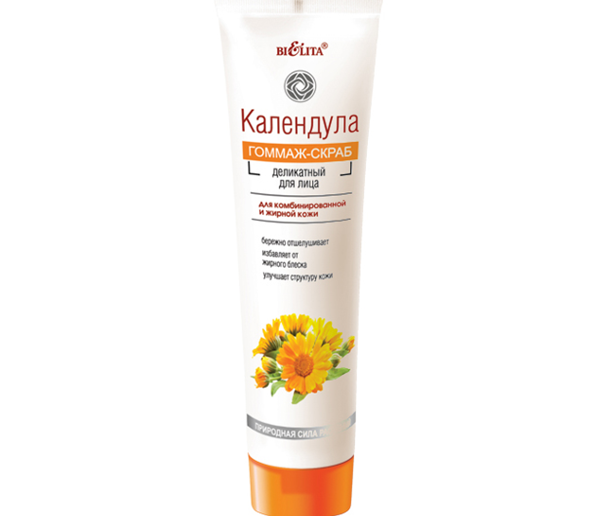 BIELITA®
Календула
ГОММАЖ-СКРАБ
деликатный
для лица
для комбинированной
и жирной кожи
бережно отшелушивает
избавляет от
жирного блеска
улучшает структуру кожи
ПРИРОДНАЯ СИЛА